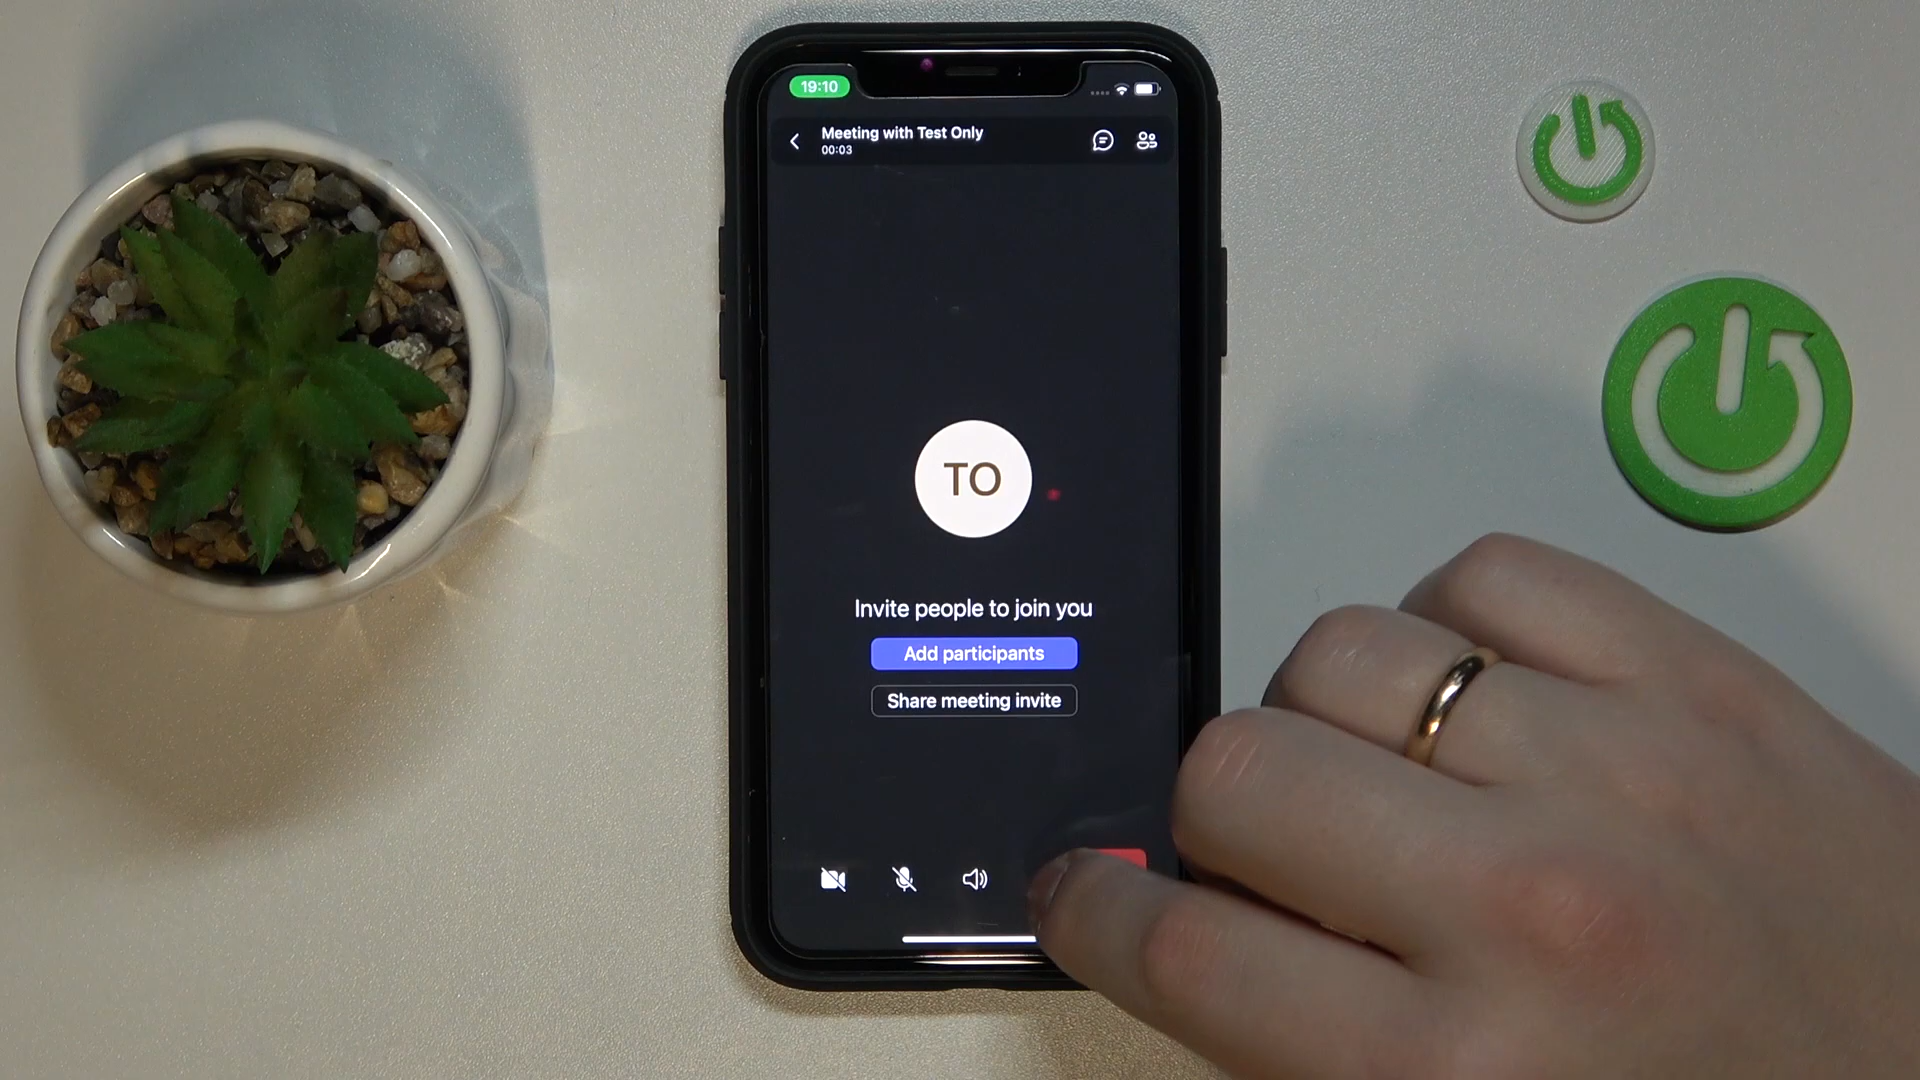 19:10
Meeting with Test Only
00:03
TO
Invite people to join you
Add participants
Share meeting invite